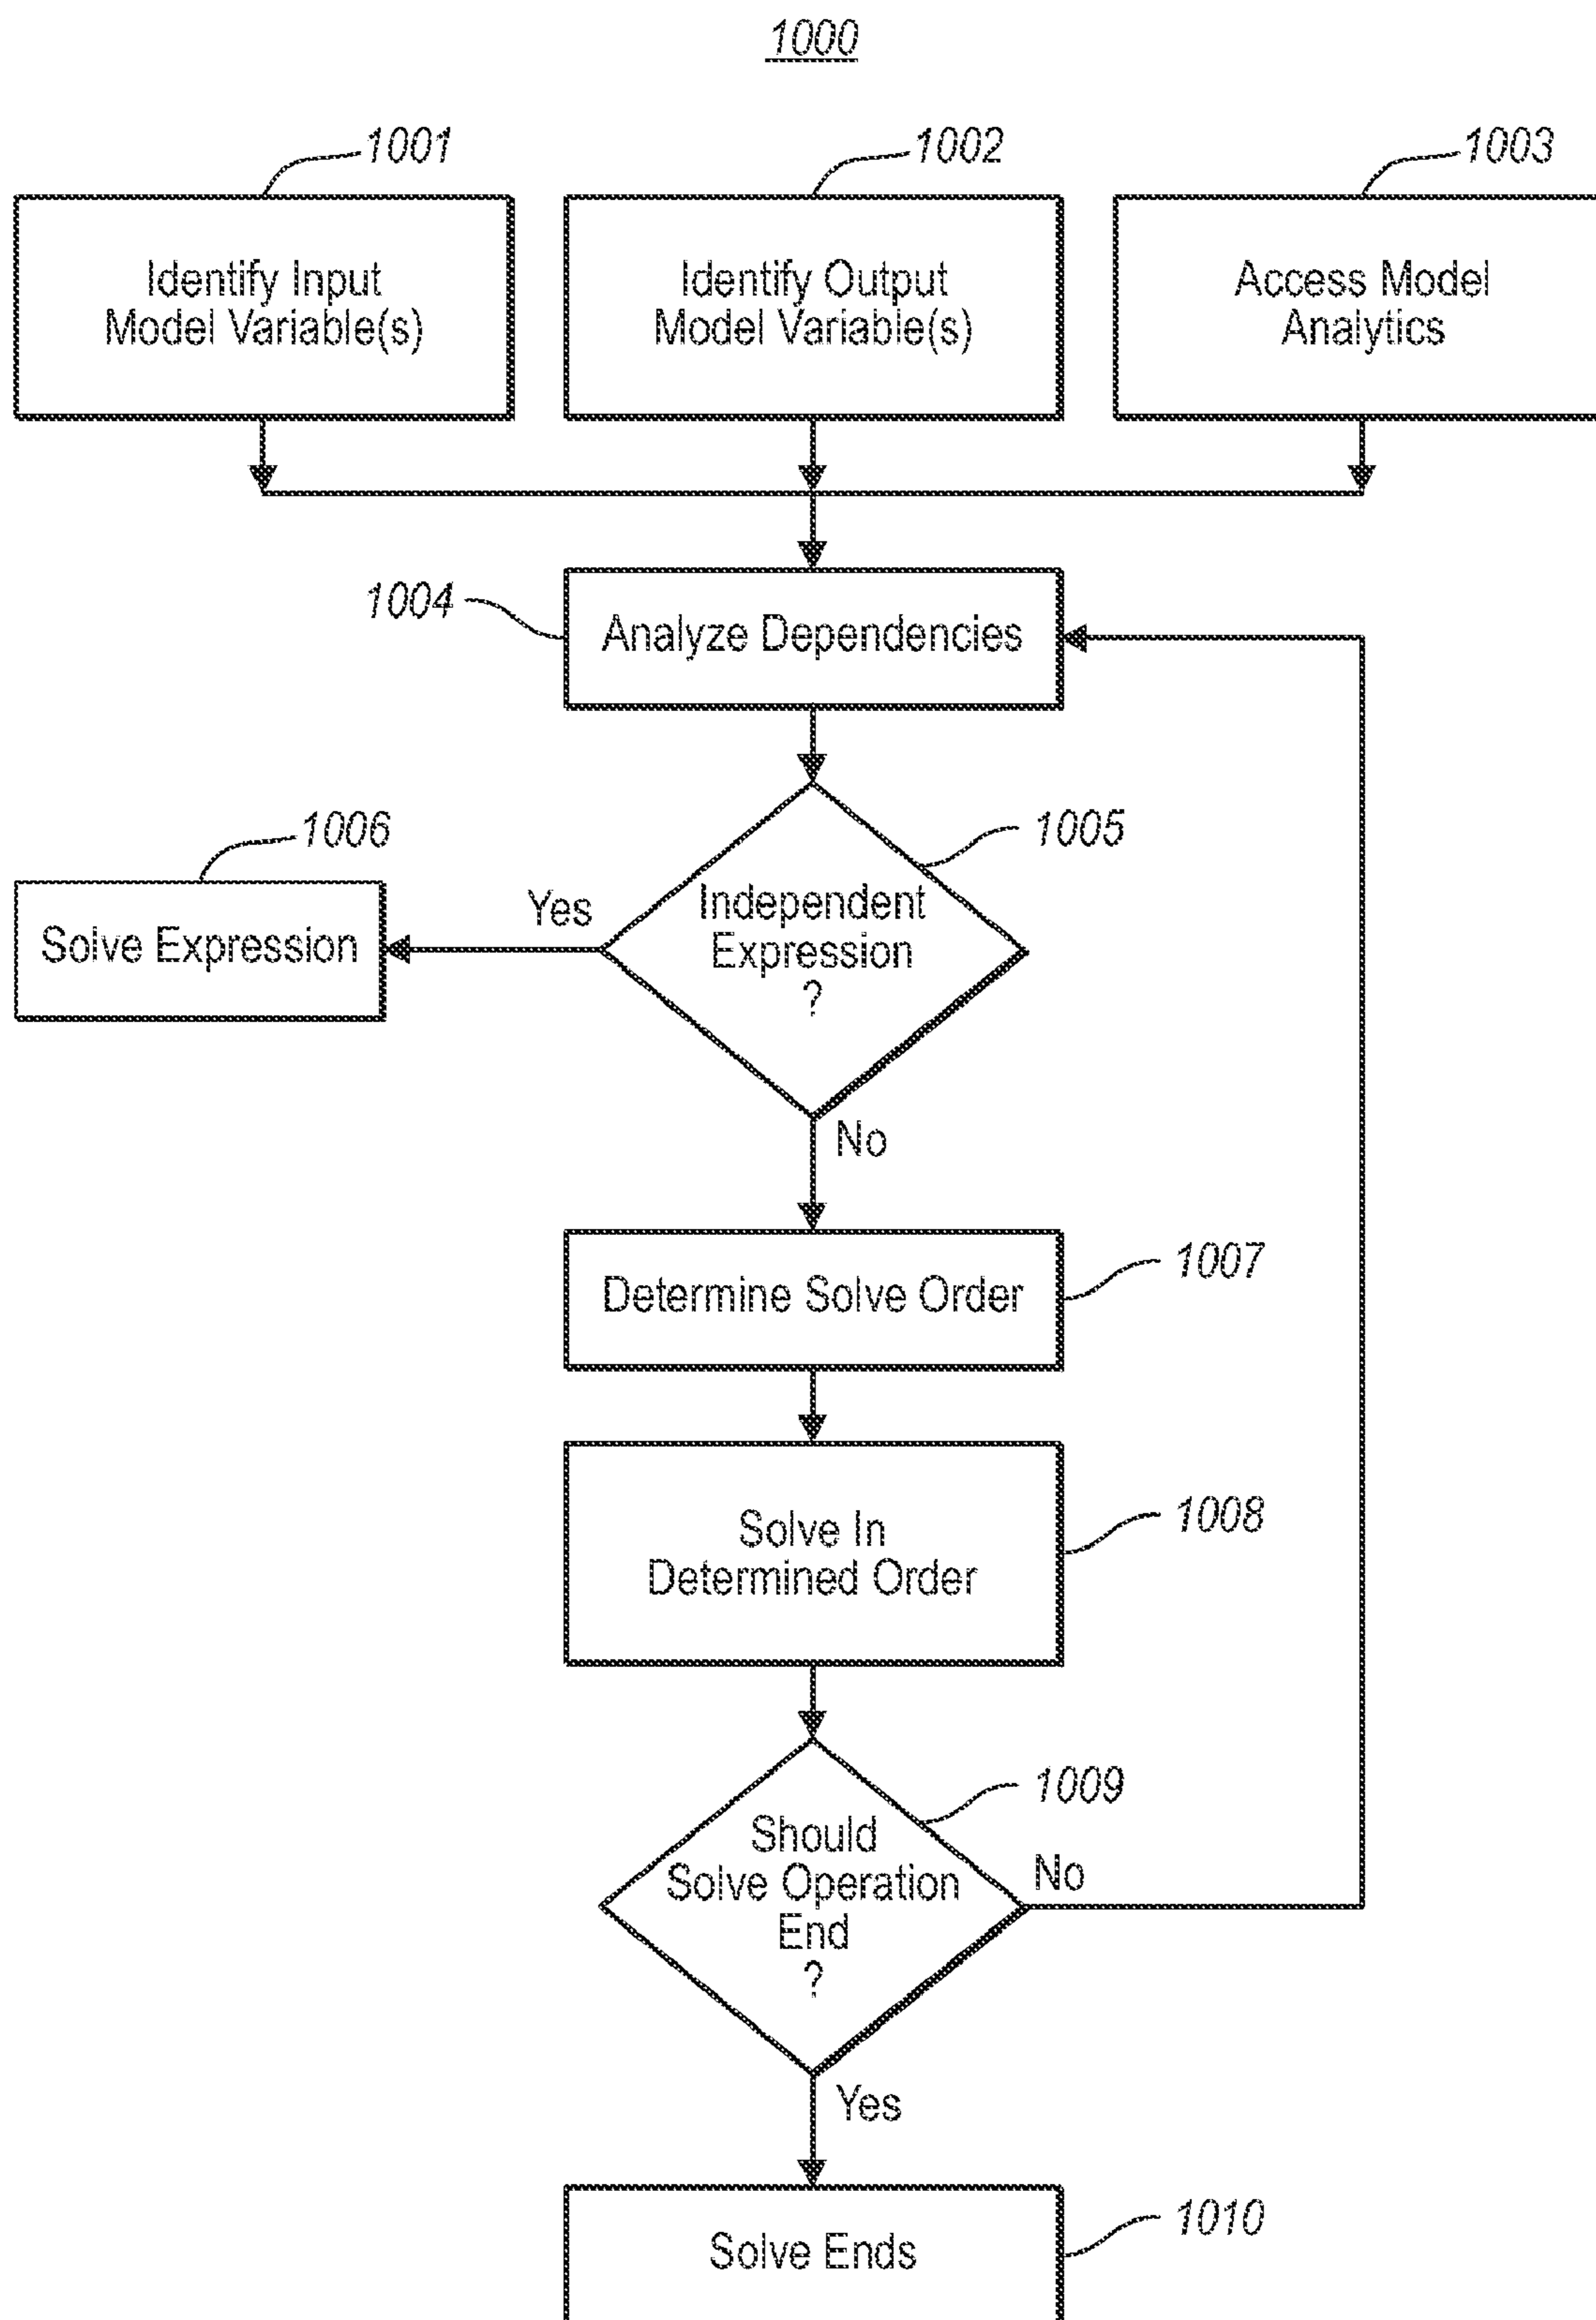 1000
1001
1002
1003
Identify Input
Model Variable(s)
Identify Output
Model Variable(s)
Access Model
Analytics
1004
Analyze Dependencies
1005
1006
Independent
Expression
?
Yes
Solve Expression
No
1007
Determine Solve Order
1008
Solve In
Determined Order
1009
Should
Solve Operation
End
?
No
Yes
1010
Solve Ends